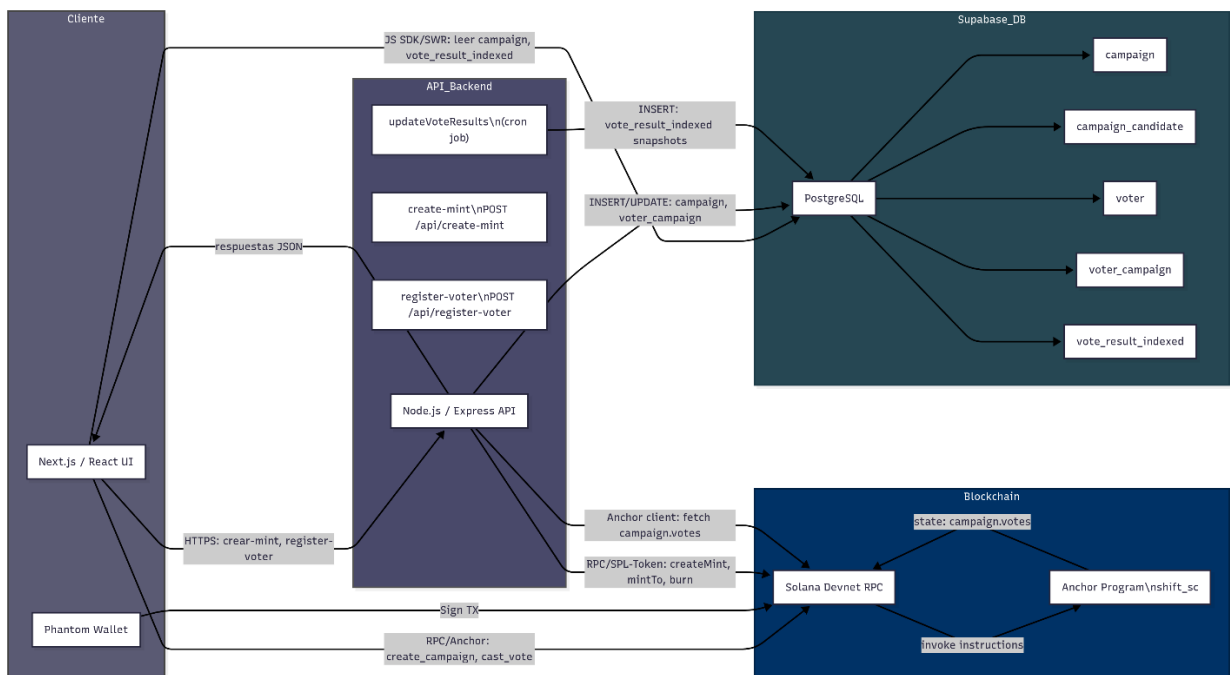 Cliente
Supabase_DB
JS SDK/SWR: leer campaign,
vote_result_indexed
campaign
API_Backend
updateVoteResults\n(cron
job)
INSERT:
vote_result_indexed
snapshots
campaign_candidate
create-mint\nPOST
/api/create-mint
INSERT/UPDATE: campaign,
voter_campaign
PostgreSQL
voter
respuestas JSON
voter_campaign
register-voter\nPOST
/api/register-voter
vote_result_indexed
Node.js / Express API
Next.js / React UI
Blockchain
Anchor client: fetch
campaign.votes
state: campaign.votes
HTTPS: crear-mint, register-
voter
RPC/SPL-Token: createMint,
mintTo, burn
Solana Devnet RPC
Anchor Program\nshift_sc
Sign TX
Phantom Wallet
RPC/Anchor:
create_campaign, cast_vote
invoke instructions